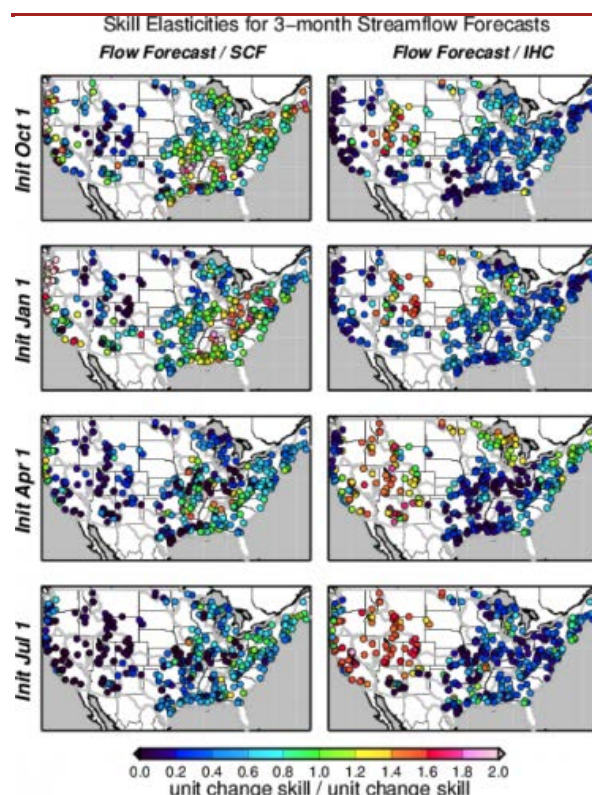 Skill Elasticities for 3-month Streamflow Forecasts
Flow Forecast / SCF
Flow Forecast / IHC
Init Oct 1
Init Jan 1
Init Apr 1
Init Jul 1
0.0 0.2 0.4 0.6 0.8 1.0 1.2 1.4 1.6 1.8 2.0
unit change skill / unit change skill